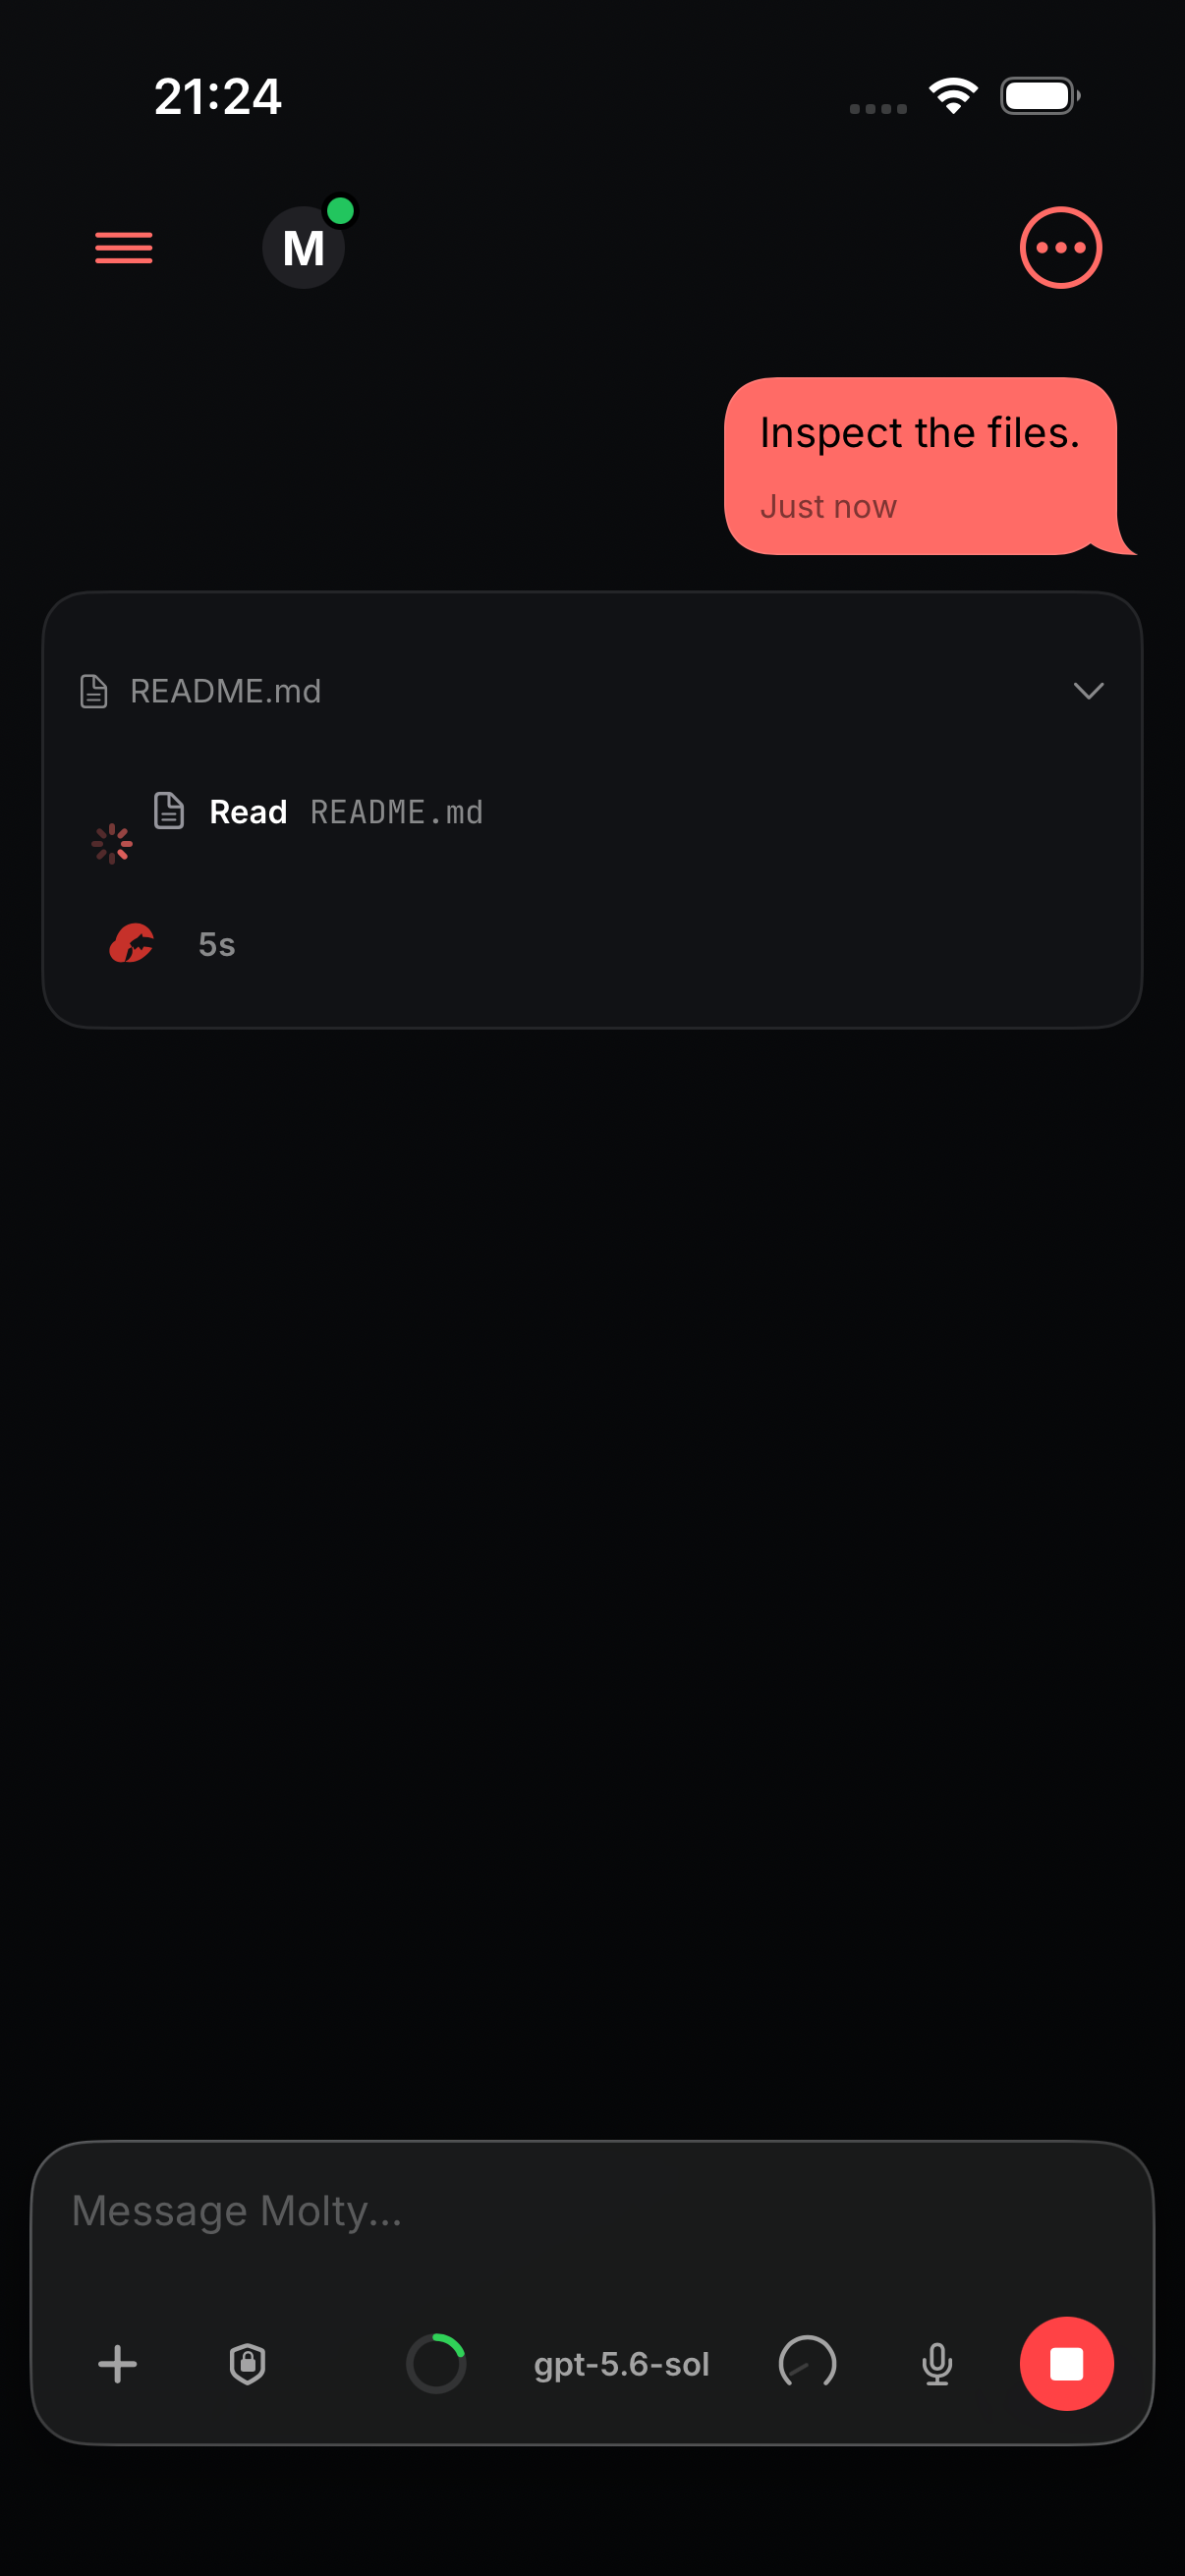 21:24
M
Inspect the files.
Just now
README.md
Read README.md
5s
Message Molty...
gpt-5.6-sol